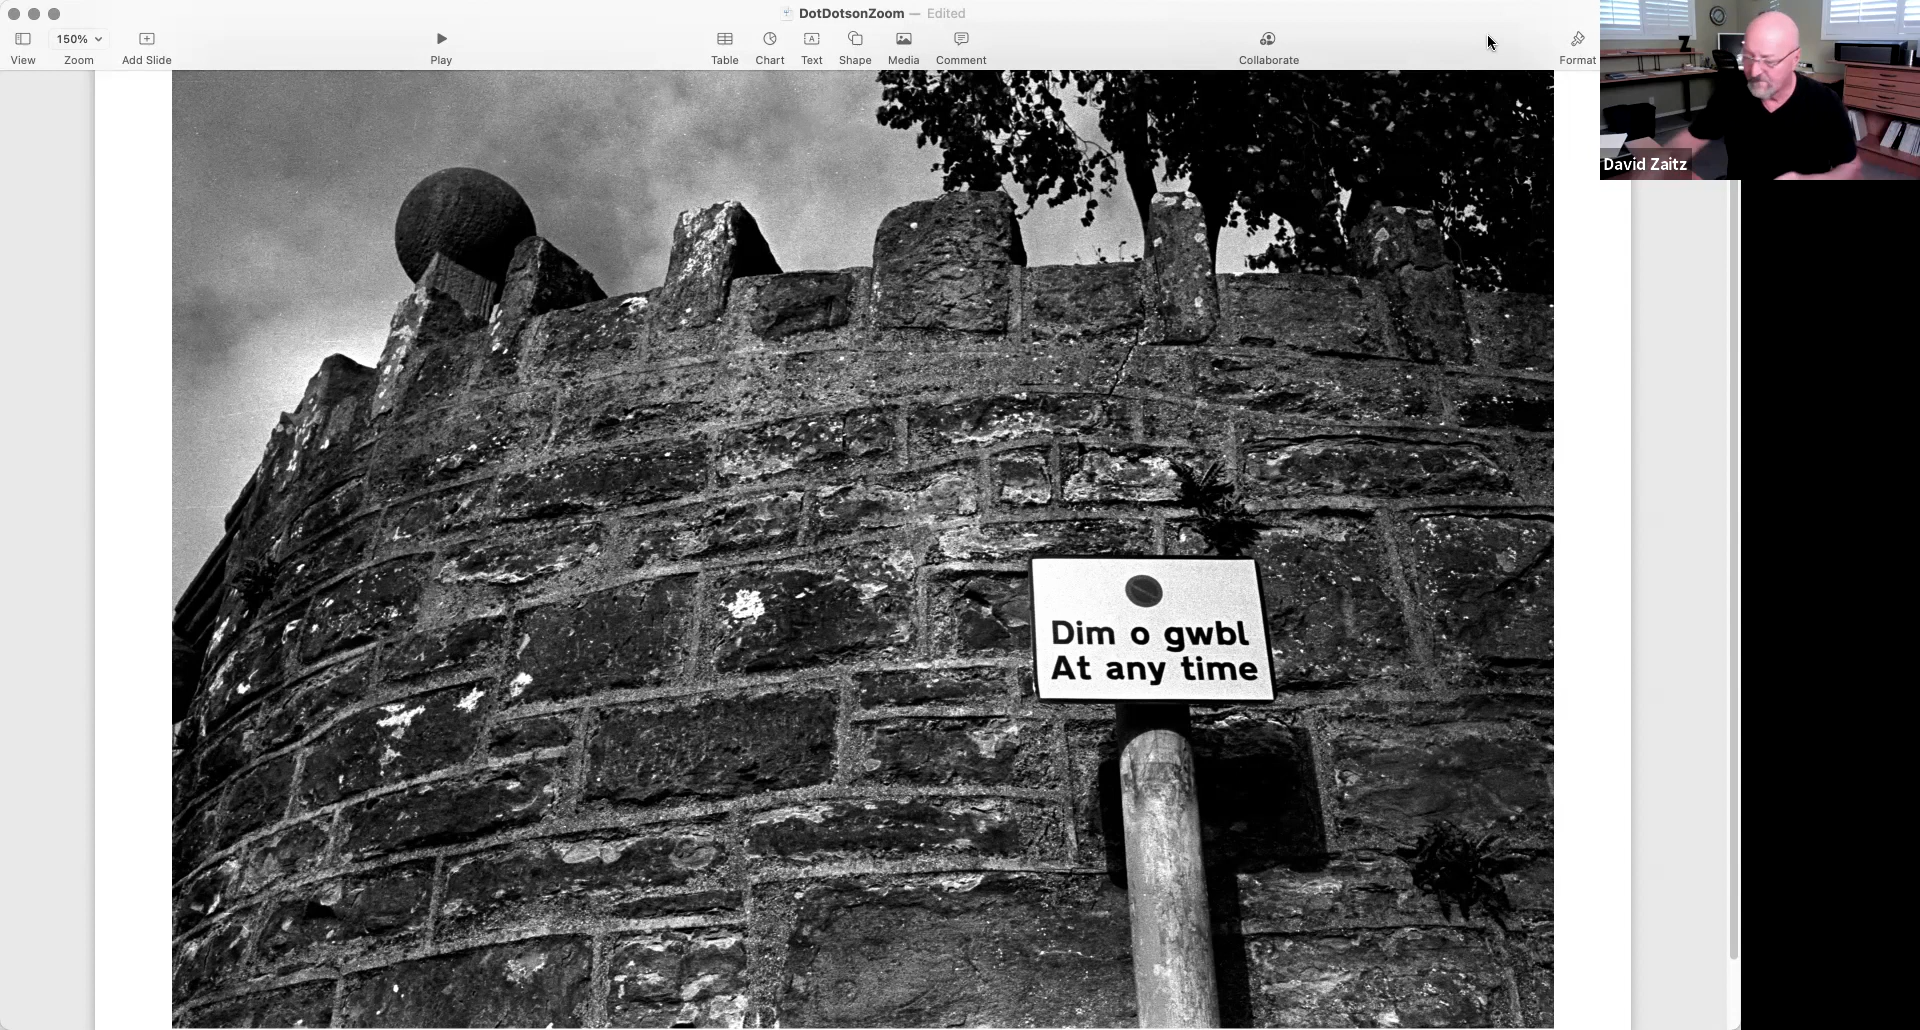 DotDotsonZoom — Edited
150%
View
Zoom
Add Slide
Play
Table
Chart
Text
Shape
Media
Comment
Collaborate
Format
David Zaitz
Dim o gwbl
At any time